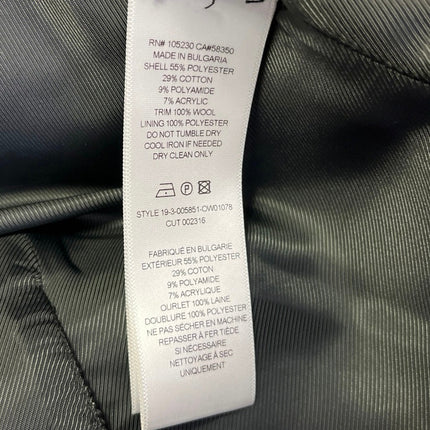 RN# 105230 CA#58350
MADE IN BULGARIA
SHELL 55% POLYESTER
29% COTTON
9% POLYAMIDE
7% ACRYLIC
TRIM 100% WOOL
LINING 100% POLYESTER
DO NOT TUMBLE DRY
COOL IRON IF NEEDED
DRY CLEAN ONLY
P
STYLE 19-3-005851-CW01078
CUT 002316
FABRIQUÉ EN BULGARIE
EXTÉRIEUR 55% POLYESTER
29% COTON
9% POLYAMIDE
7% ACRYLIQUE
OURLET 100% LAINE
DOUBLURE 100% POLYESTER
NE PAS SÉCHER EN MACHINE
REPASSER À FER TIÈDE
SI NÉCESSAIRE
NETTOYAGE À SEC
UNIQUEMENT